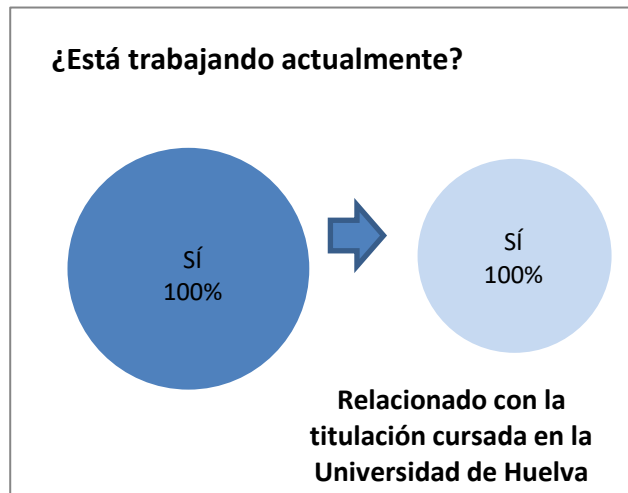 ¿Está trabajando actualmente?
SÍ
100%
SÍ
100%
Relacionado con la
titulación cursada en la
Universidad de Huelva